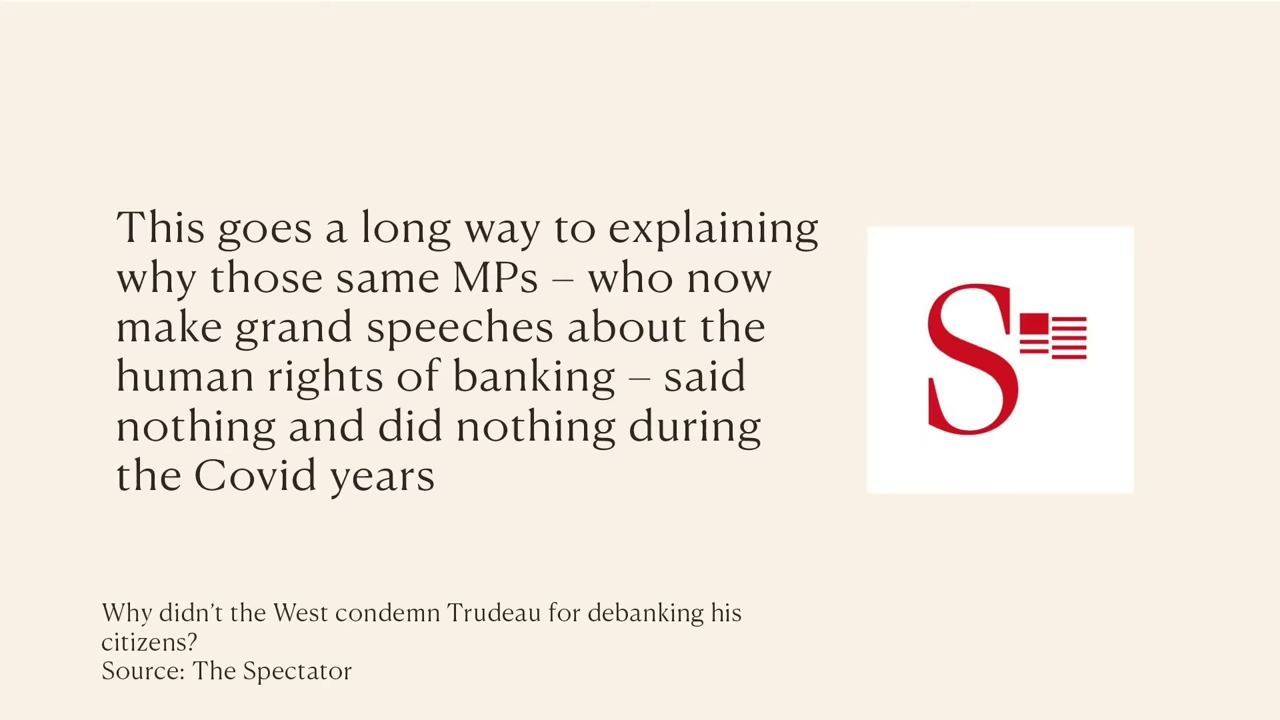 This goes a long way to explaining
why those same MPs – who now
make grand speeches about the
human rights of banking – said
nothing and did nothing during
the Covid years
S
Why didn’t the West condemn Trudeau for debanking his
citizens?
Source: The Spectator